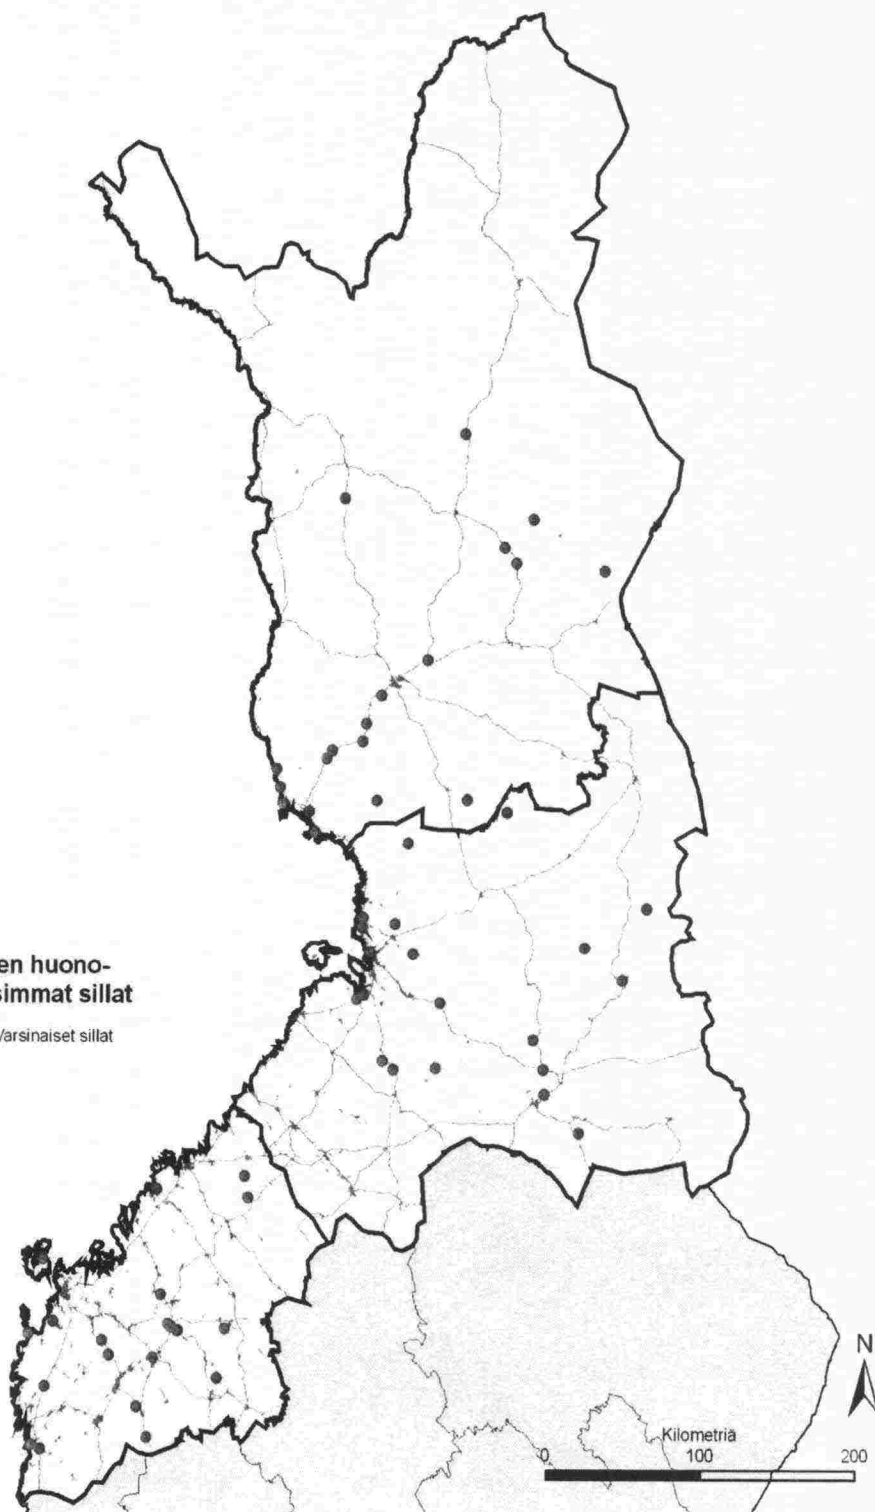 en huono-
simmat sillat
Varsinaiset sillat
N
Kilometriä
0 100 200